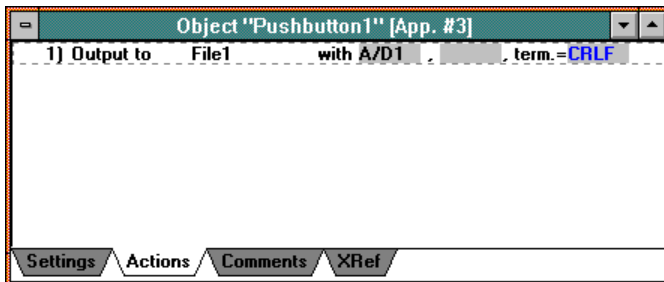 Object "Pushbutton1" [App. #3]
1) Output to File1 with A/D1 , , term.=CRLF
Settings Actions Comments XRef